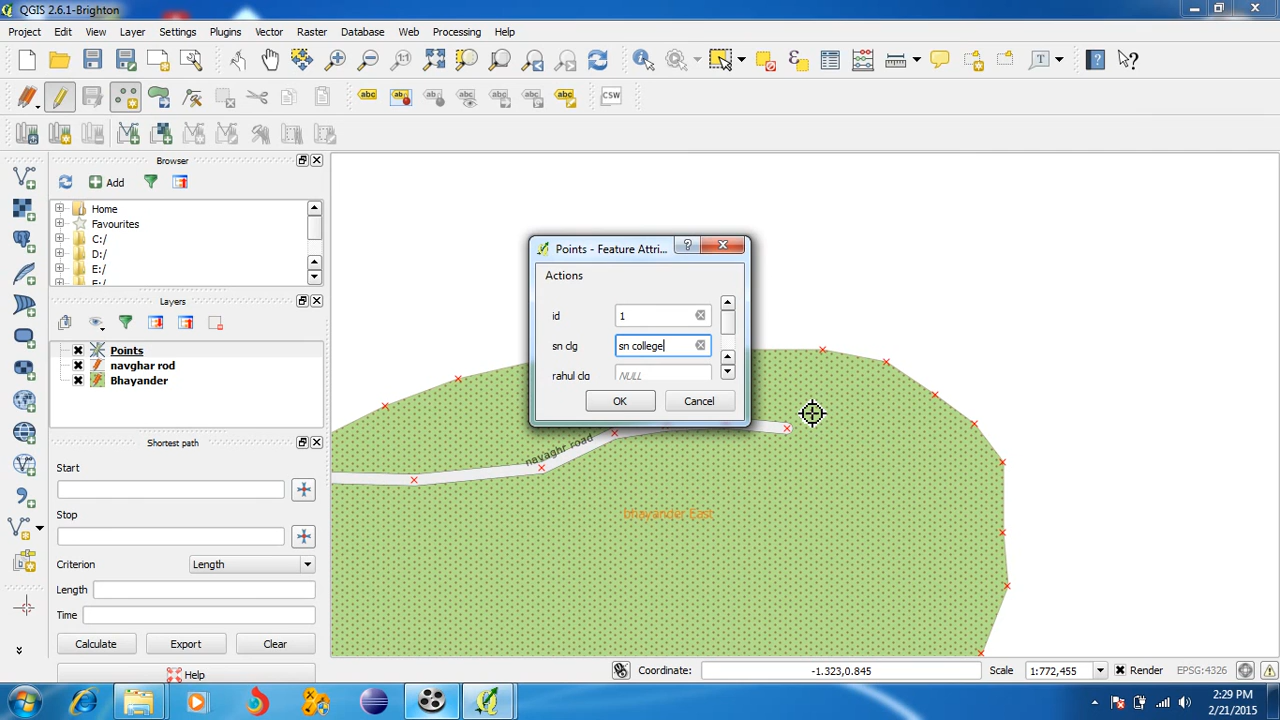 QGIS 2.6.1-Brighton
Project Edit View Layer Settings Plugins Vector Raster Database Web Processing Help
CSW
Browser
Add
Home
Favourites
C:/
D:/
E:/
Layers
Points
navghar rod
Bhayander
Shortest path
Start
Stop
Criterion Length
Length
Time
Calculate Export Clear
Help
Points - Feature Attri...
Actions
id 1
sn clg sn college
rahul clg NULL
OK Cancel
navaghr road
bhayander East
Coordinate: -1.323,0.845 Scale 1:772,455 Render EPSG:4326
2:29 PM
2/21/2015